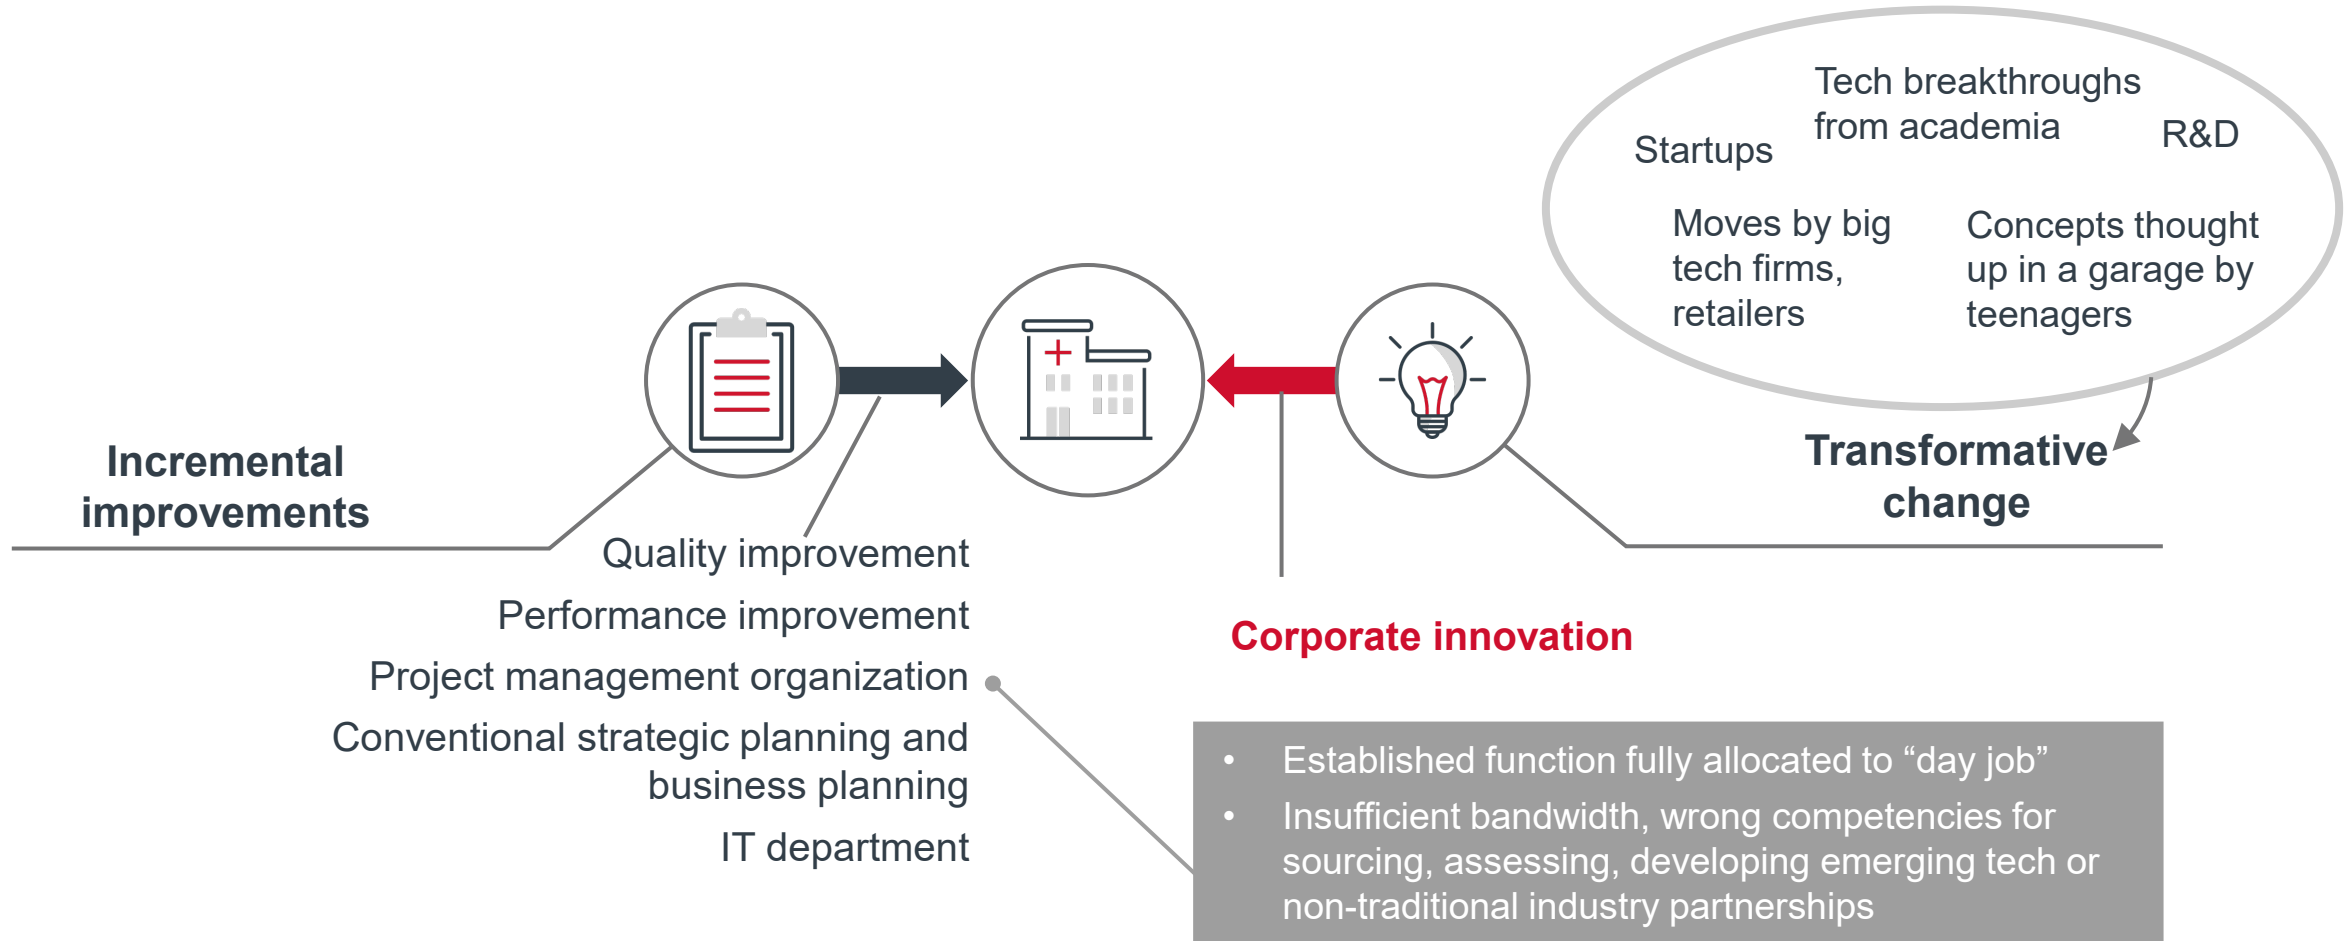 Tech breakthroughs
from academia
Startups
R&D
Moves by big
tech firms,
retailers
Concepts thought
up in a garage by
teenagers
Incremental
improvements
Transformative
change
Quality improvement
Performance improvement
Project management organization
Conventional strategic planning and
business planning
IT department
Corporate innovation
• Established function fully allocated to “day job”
• Insufficient bandwidth, wrong competencies for
sourcing, assessing, developing emerging tech or
non-traditional industry partnerships